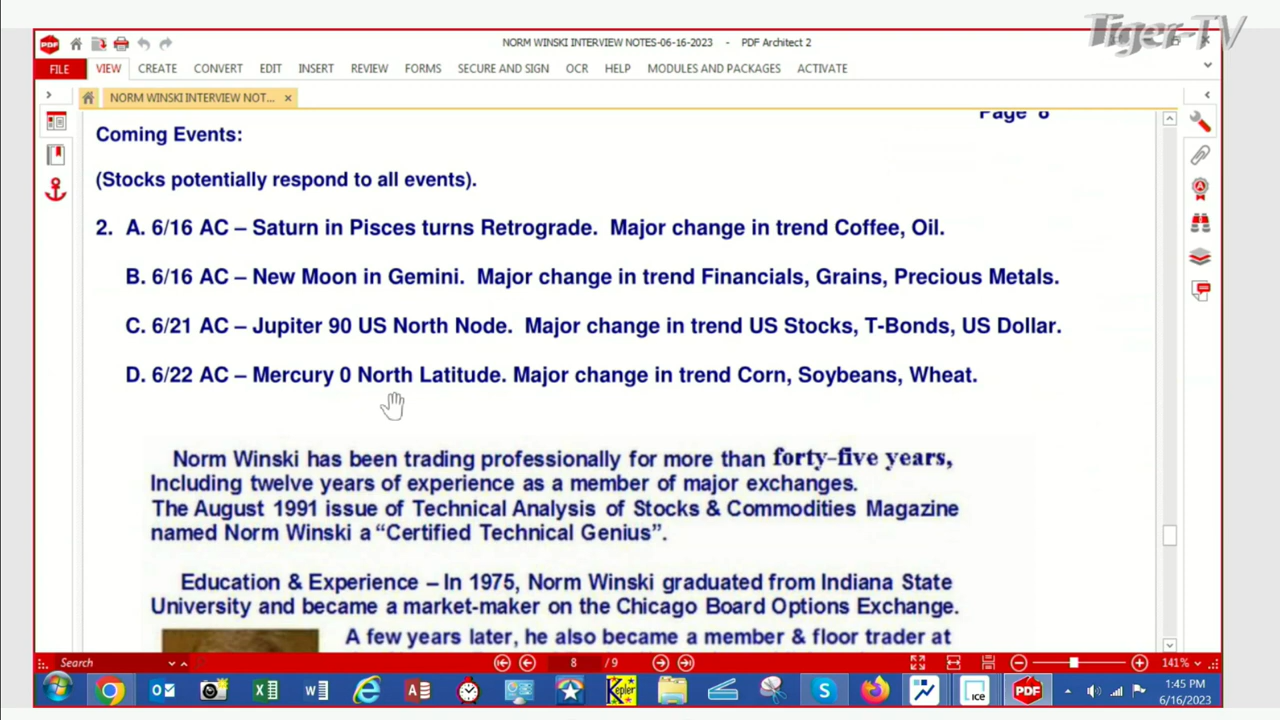 Tiger-TV
NORM WINSKI INTERVIEW NOTES-06-16-2023 - PDF Architect 2
FILE VIEW CREATE CONVERT EDIT INSERT REVIEW FORMS SECURE AND SIGN OCR HELP MODULES AND PACKAGES ACTIVATE
NORM WINSKI INTERVIEW NOT... ×
Page 8
Coming Events:
(Stocks potentially respond to all events).
2. A. 6/16 AC – Saturn in Pisces turns Retrograde. Major change in trend Coffee, Oil.
B. 6/16 AC – New Moon in Gemini. Major change in trend Financials, Grains, Precious Metals.
C. 6/21 AC – Jupiter 90 US North Node. Major change in trend US Stocks, T-Bonds, US Dollar.
D. 6/22 AC – Mercury 0 North Latitude. Major change in trend Corn, Soybeans, Wheat.
Norm Winski has been trading professionally for more than forty-five years,
Including twelve years of experience as a member of major exchanges.
The August 1991 issue of Technical Analysis of Stocks & Commodities Magazine
named Norm Winski a “Certified Technical Genius”.
Education & Experience – In 1975, Norm Winski graduated from Indiana State
University and became a market-maker on the Chicago Board Options Exchange.
A few years later, he also became a member & floor trader at
Search 8 / 9 141%
Kepler ice PDF 1:45 PM
6/16/2023